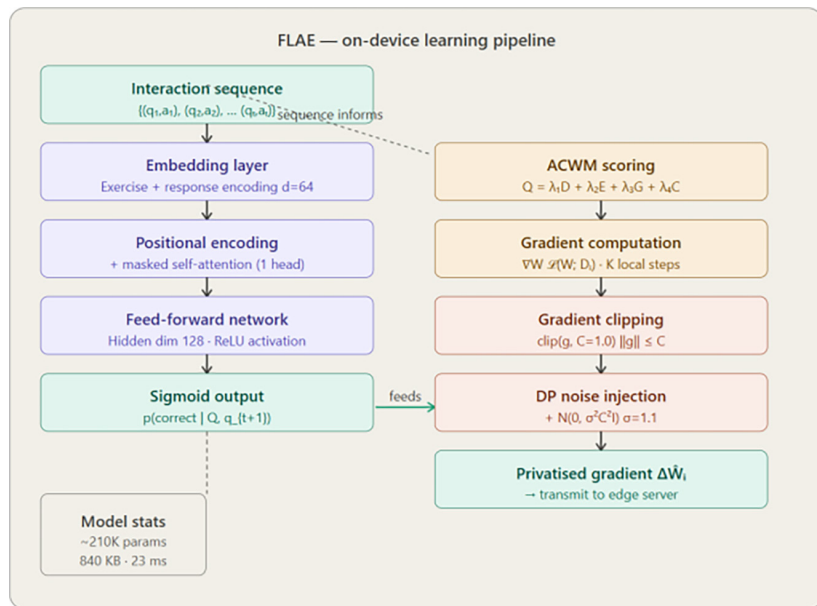 FLAE — on-device learning pipeline
Interaction sequence
{(q₁,a₁), (q₂,a₂), ... (qₜ,aₜ)}
sequence informs
Embedding layer
Exercise + response encoding d=64
Positional encoding
+ masked self-attention (1 head)
Feed-forward network
Hidden dim 128 · ReLU activation
Sigmoid output
p(correct | Q, q_{t+1})
feeds
Model stats
~210K params
840 KB · 23 ms
ACWM scoring
Q = λ₁D + λ₂E + λ₃G + λ₄C
Gradient computation
∇W ℒ(W; Dᵢ) · K local steps
Gradient clipping
clip(g, C=1.0) ‖g‖ ≤ C
DP noise injection
+ N(0, σ²C²I) σ=1.1
Privatised gradient ΔŴᵢ
→ transmit to edge server